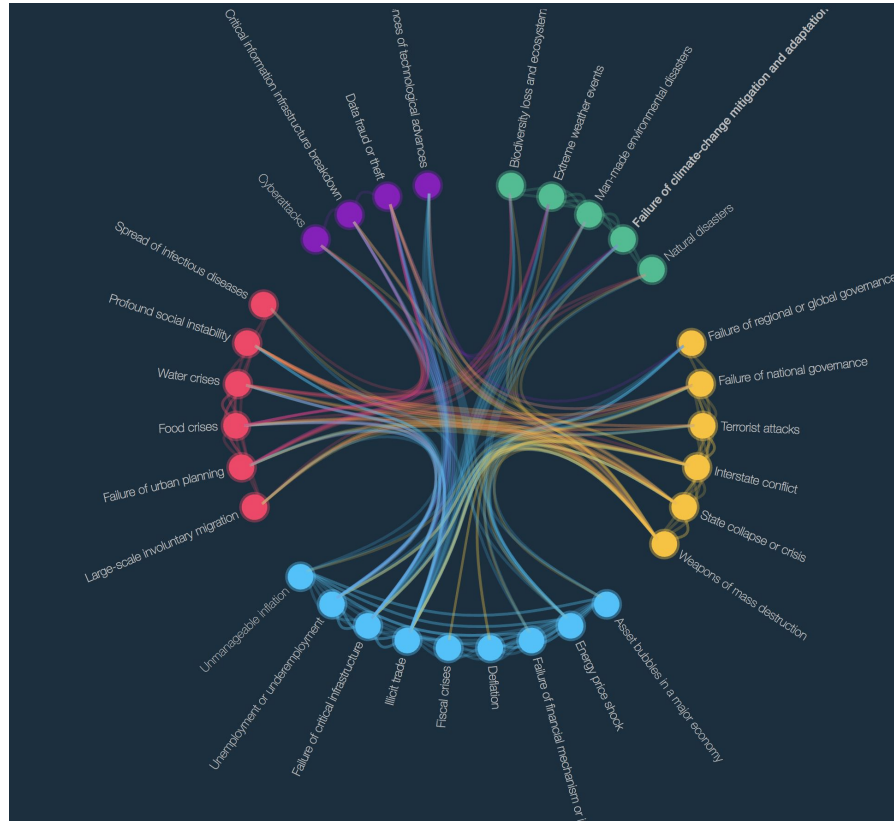 Critical information infrastructure breakdown
Data fraud or theft
nces of technological advances
Biodiversity loss and ecosystem
Extreme weather events
Man-made environmental disasters
Failure of climate-change mitigation and adaptation
Natural disasters
Cyberattacks
Spread of infectious diseases
Profound social instability
Water crises
Food crises
Failure of urban planning
Large-scale involuntary migration
Failure of regional or global governance
Failure of national governance
Terrorist attacks
Interstate conflict
State collapse or crisis
Weapons of mass destruction
Unmanageable inflation
Unemployment or underemployment
Failure of critical infrastructure
Illicit trade
Fiscal crises
Deflation
Failure of financial mechanism or i
Energy price shock
Asset bubbles in a major economy